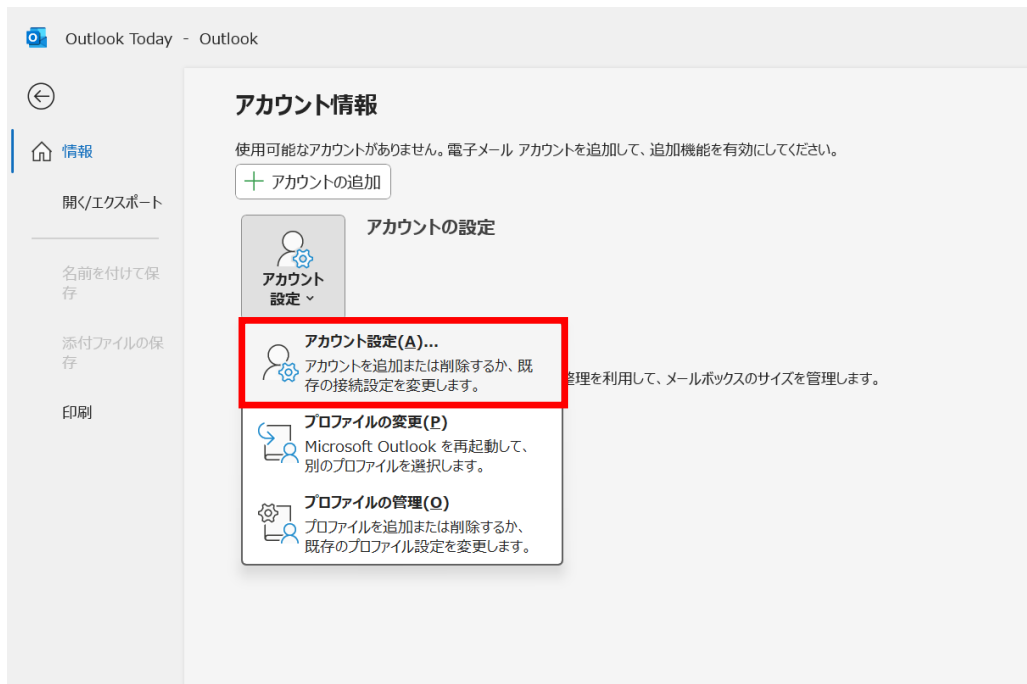 Outlook Today - Outlook
アカウント情報
情報
使用可能なアカウントがありません。電子メール アカウントを追加して、追加機能を有効にしてください。
アカウントの追加
開く/エクスポート
アカウントの設定
アカウント
設定
名前を付けて保
存
添付ファイルの保
存
アカウント設定(A)...
アカウントを追加または削除するか、既
存の接続設定を変更します。
整理を利用して、メールボックスのサイズを管理します。
印刷
プロファイルの変更(P)
Microsoft Outlook を再起動して、
別のプロファイルを選択します。
プロファイルの管理(O)
プロファイルを追加または削除するか、
既存のプロファイル設定を変更します。